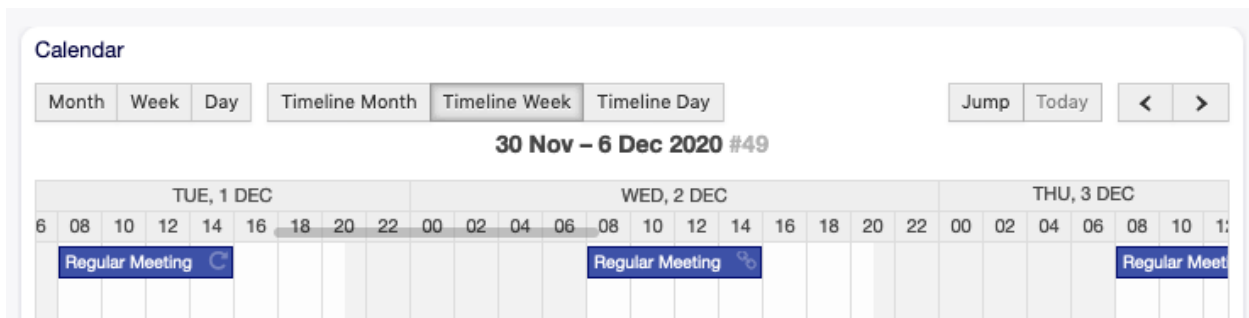 Calendar
Month Week Day Timeline Month Timeline Week Timeline Day Jump Today < >
30 Nov – 6 Dec 2020 #49
TUE, 1 DEC WED, 2 DEC THU, 3 DEC
6 08 10 12 14 16 18 20 22 00 02 04 06 08 10 12 14 16 18 20 22 00 02 04 06 08 10
Regular Meeting Regular Meeting Regular Meeti